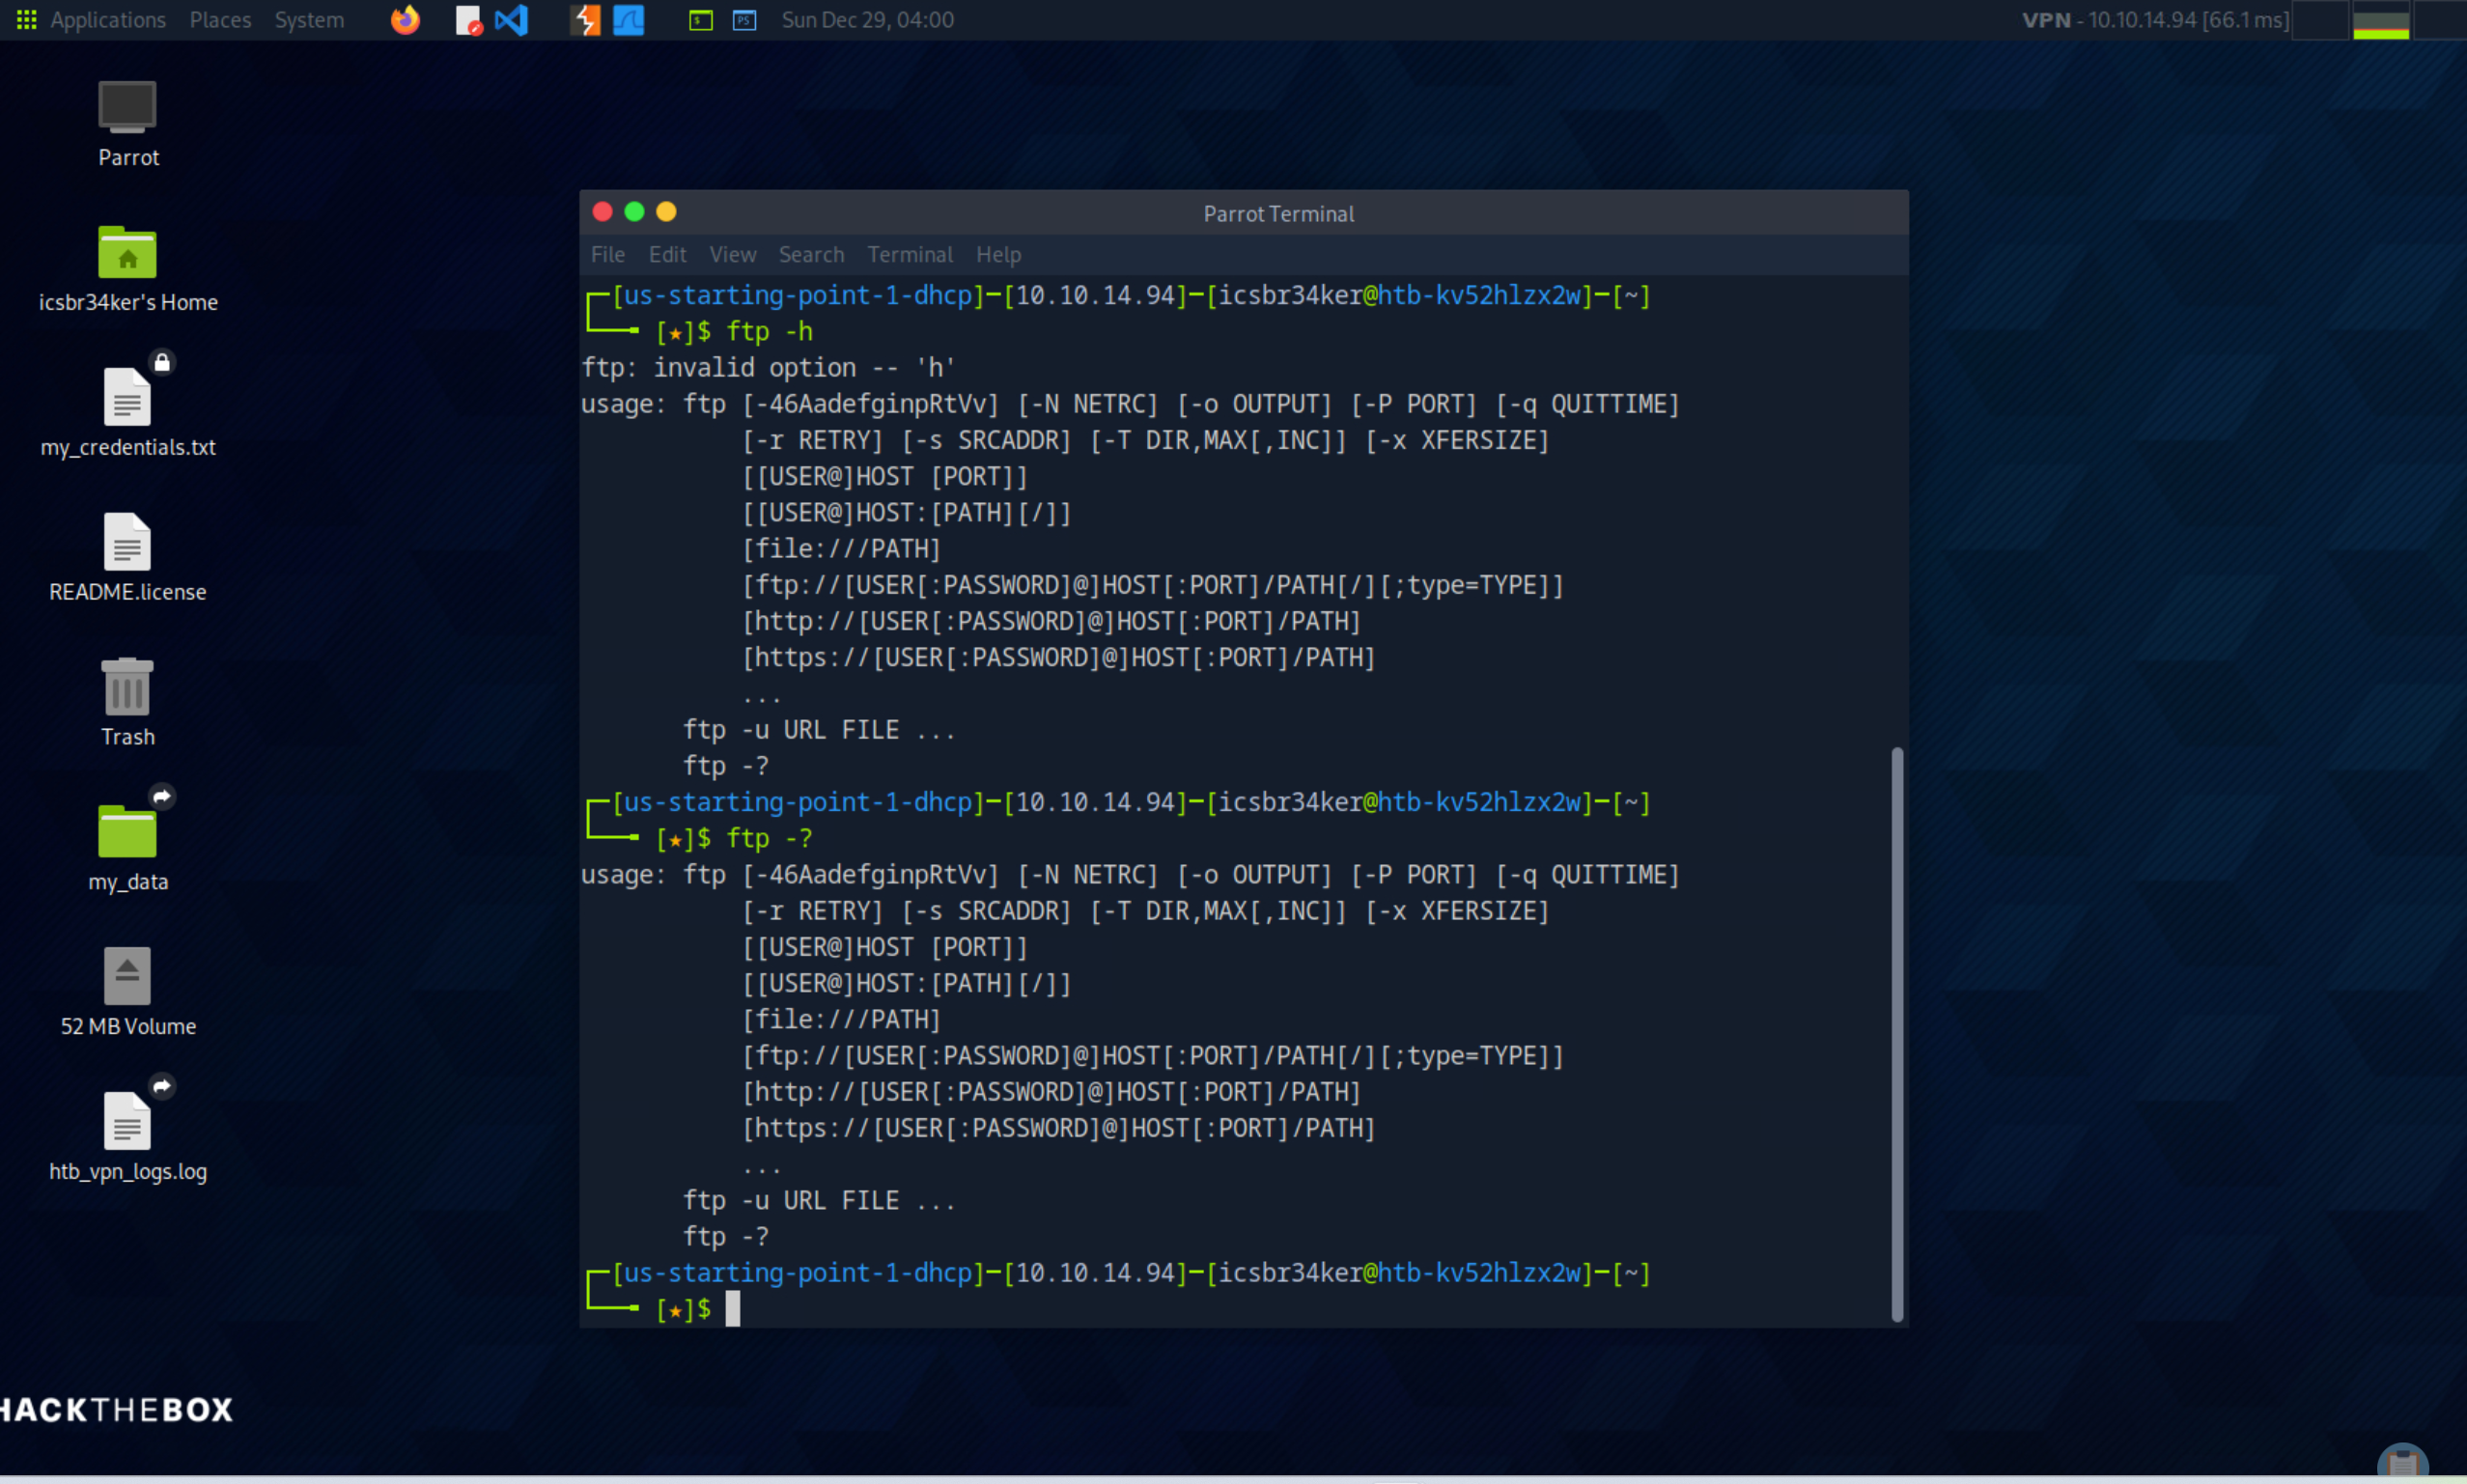 Applications Places System Sun Dec 29, 04:00 VPN - 10.10.14.94 [66.1 ms]
Parrot
icsbr34ker's Home
my_credentials.txt
README.license
Trash
my_data
52 MB Volume
htb_vpn_logs.log
HACKTHEBOX
Parrot Terminal
File Edit View Search Terminal Help
[us-starting-point-1-dhcp]-[10.10.14.94]-[icsbr34ker@htb-kv52hlzx2w]-[~]
[★]$ ftp -h
ftp: invalid option -- 'h'
usage: ftp [-46AadefginpRtVv] [-N NETRC] [-o OUTPUT] [-P PORT] [-q QUITTIME]
[-r RETRY] [-s SRCADDR] [-T DIR,MAX[,INC]] [-x XFERSIZE]
[[USER@]HOST [PORT]]
[[USER@]HOST:[PATH][/]]
[file:///PATH]
[ftp://[USER[:PASSWORD]@]HOST[:PORT]/PATH[/][;type=TYPE]]
[http://[USER[:PASSWORD]@]HOST[:PORT]/PATH]
[https://[USER[:PASSWORD]@]HOST[:PORT]/PATH]
...
ftp -u URL FILE ...
ftp -?
[us-starting-point-1-dhcp]-[10.10.14.94]-[icsbr34ker@htb-kv52hlzx2w]-[~]
[★]$ ftp -?
usage: ftp [-46AadefginpRtVv] [-N NETRC] [-o OUTPUT] [-P PORT] [-q QUITTIME]
[-r RETRY] [-s SRCADDR] [-T DIR,MAX[,INC]] [-x XFERSIZE]
[[USER@]HOST [PORT]]
[[USER@]HOST:[PATH][/]]
[file:///PATH]
[ftp://[USER[:PASSWORD]@]HOST[:PORT]/PATH[/][;type=TYPE]]
[http://[USER[:PASSWORD]@]HOST[:PORT]/PATH]
[https://[USER[:PASSWORD]@]HOST[:PORT]/PATH]
...
ftp -u URL FILE ...
ftp -?
[us-starting-point-1-dhcp]-[10.10.14.94]-[icsbr34ker@htb-kv52hlzx2w]-[~]
[★]$